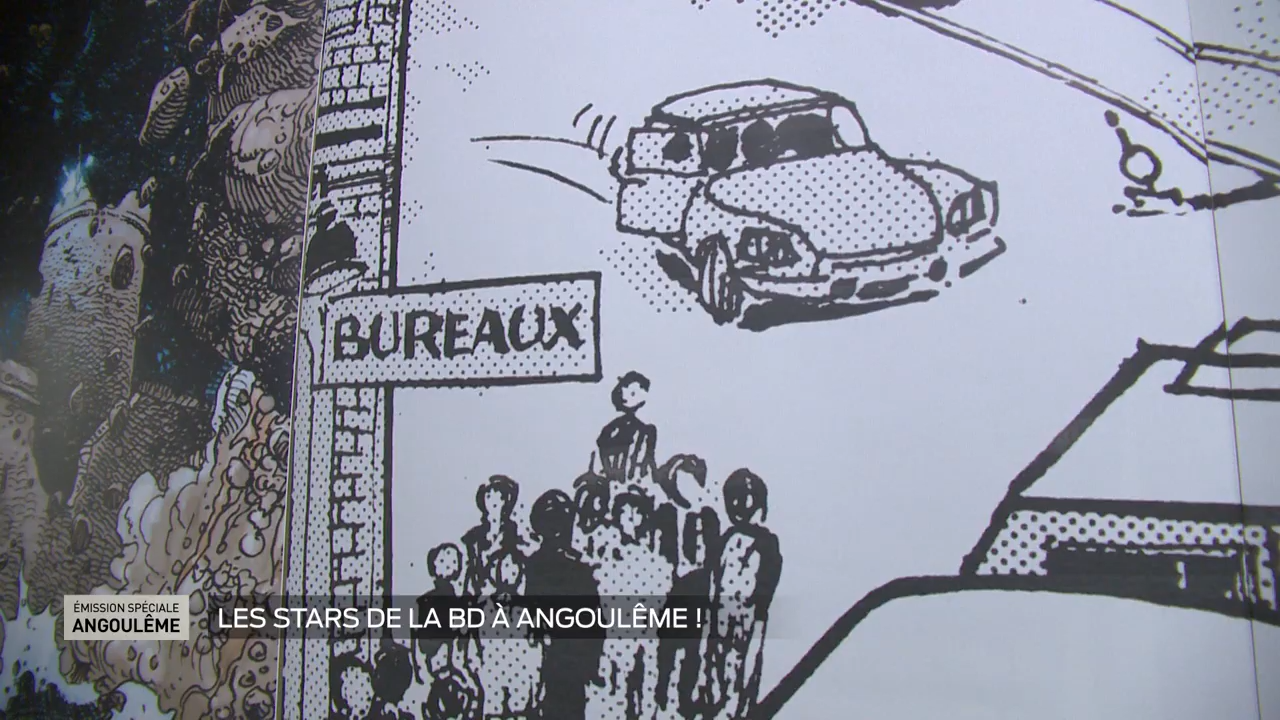 BUREAUX
ÉMISSION SPÉCIALE
ANGOULÊME
LES STARS DE LA BD À ANGOULÊME !